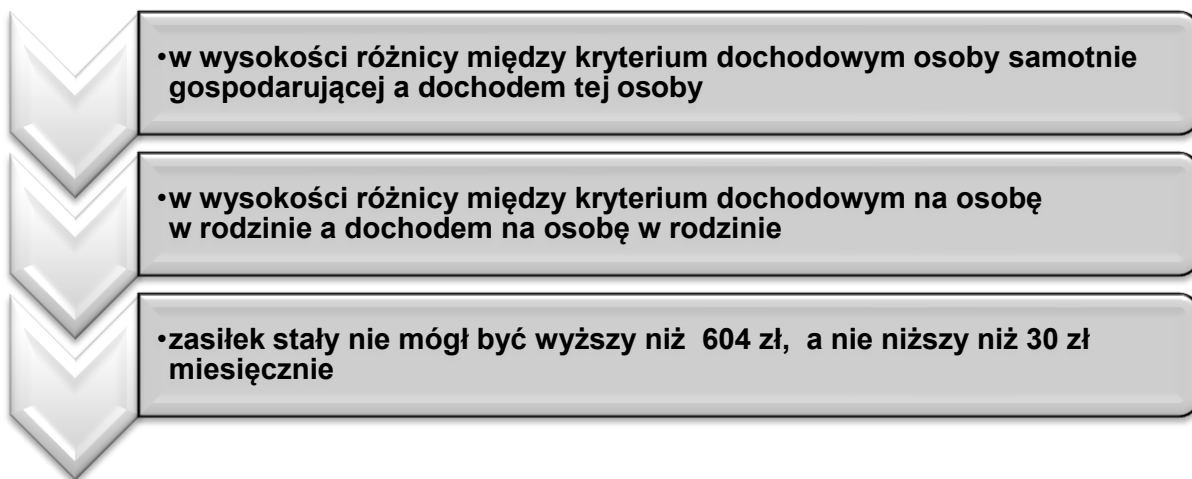 •w wysokości różnicy między kryterium dochodowym osoby samotnie
gospodarującej a dochodem tej osoby
•w wysokości różnicy między kryterium dochodowym na osobę
w rodzinie a dochodem na osobę w rodzinie
•zasiłek stały nie mógł być wyższy niż  604 zł,  a nie niższy niż 30 zł
miesięcznie